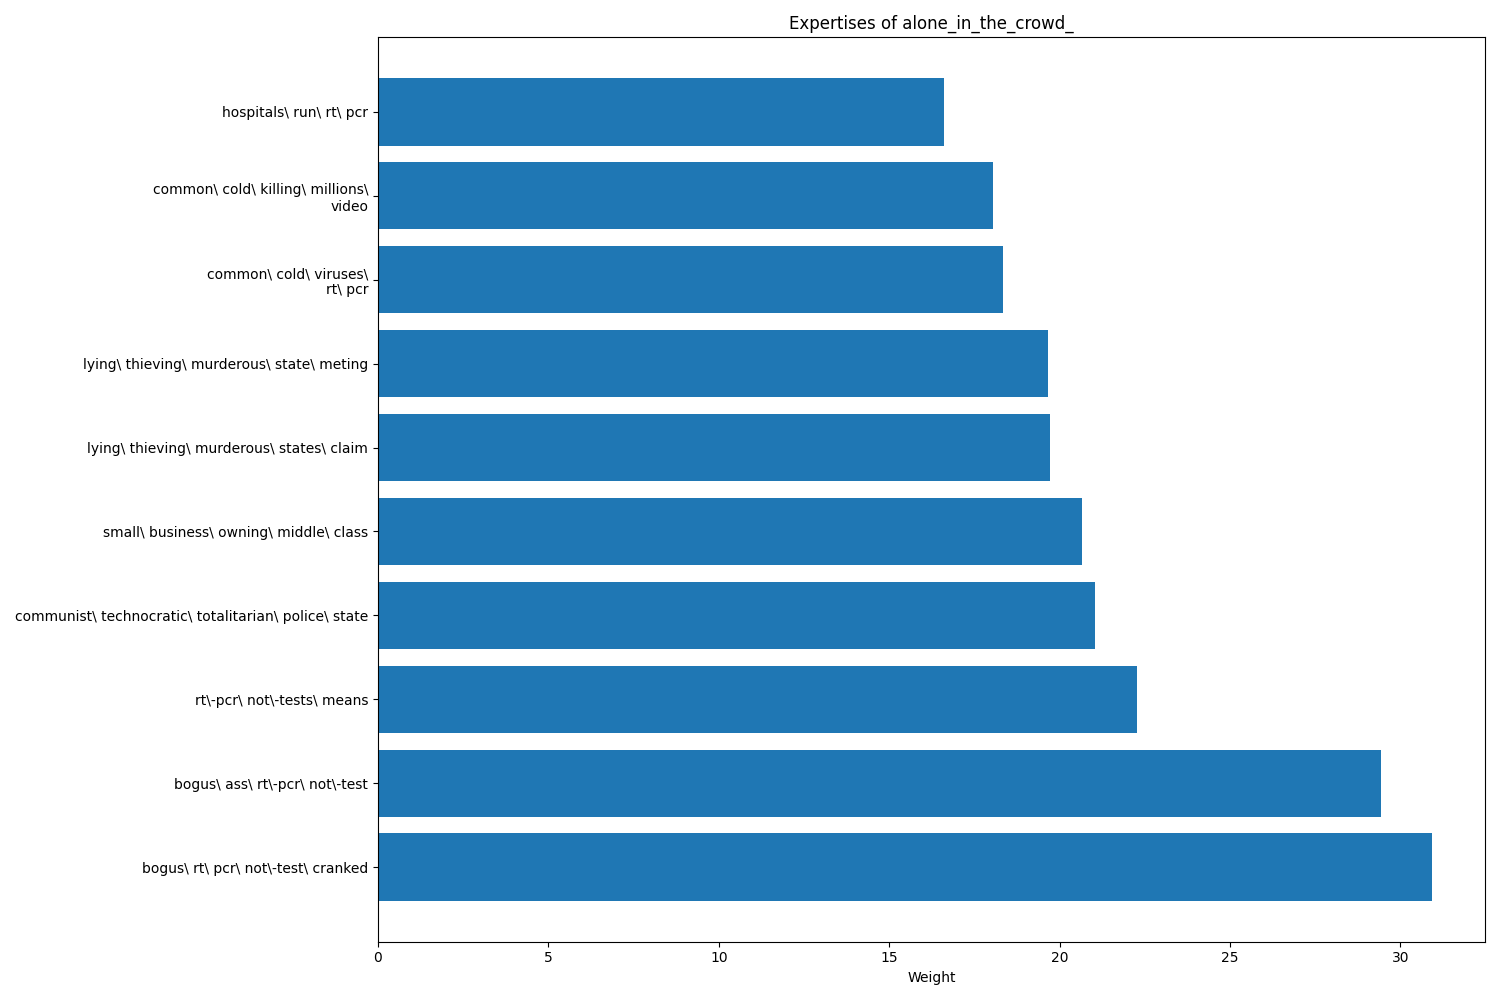 Expertises of alone_in_the_crowd_
hospitals\ run\ rt\ pcr
common\ cold\ killing\ millions\
video
common\ cold\ viruses\
rt\ pcr
lying\ thieving\ murderous\ state\ meting
lying\ thieving\ murderous\ states\ claim
small\ business\ owning\ middle\ class
communist\ technocratic\ totalitarian\ police\ state
rt\-pcr\ not\-tests\ means
bogus\ ass\ rt\-pcr\ not\-test
bogus\ rt\ pcr\ not\-test\ cranked
0 5 10 15 20 25 30
Weight